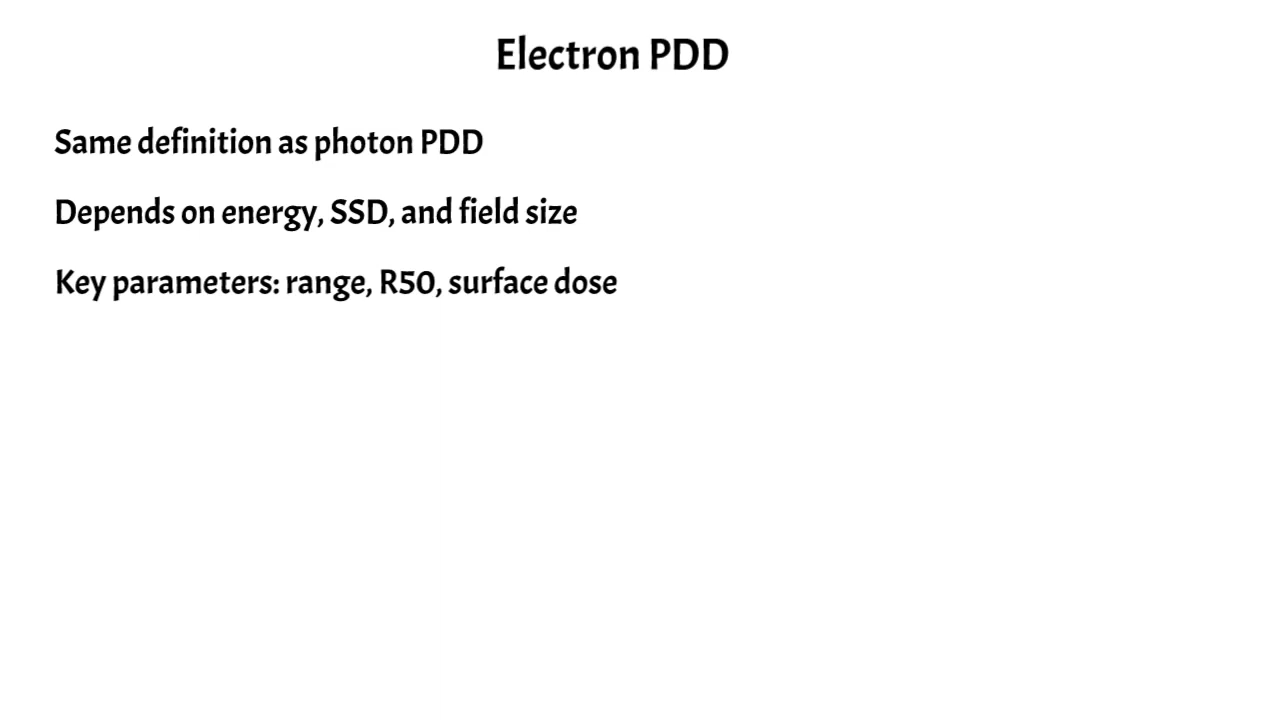 Electron PDD
Same definition as photon PDD
Depends on energy, SSD, and field size
Key parameters: range, R50, surface dose